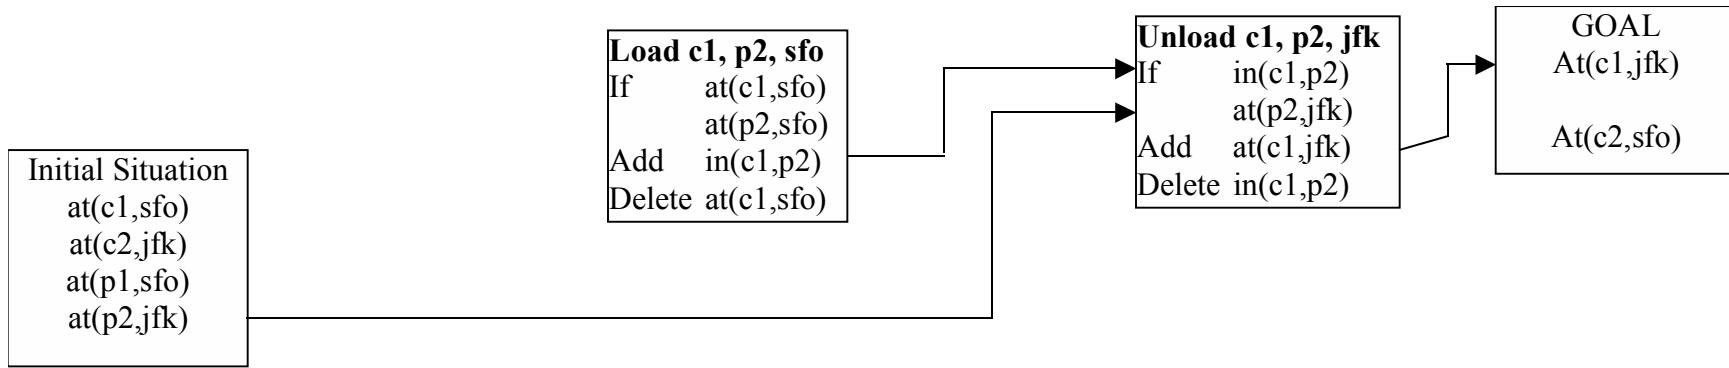 Initial Situation
at(c1,sfo)
at(c2,jfk)
at(p1,sfo)
at(p2,jfk)
Load c1, p2, sfo
If at(c1,sfo)
at(p2,sfo)
Add in(c1,p2)
Delete at(c1,sfo)
Unload c1, p2, jfk
If in(c1,p2)
at(p2,jfk)
Add at(c1,jfk)
Delete in(c1,p2)
GOAL
At(c1,jfk)
At(c2,sfo)